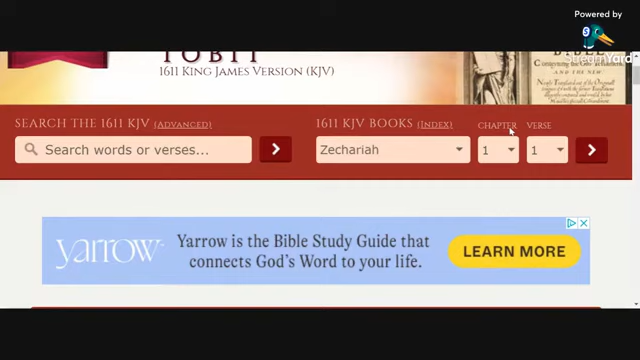 Powered by
StreamYard
TOBIT
1611 KING JAMES VERSION (KJV)
SEARCH THE 1611 KJV (ADVANCED)
1611 KJV BOOKS (INDEX)
CHAPTER
VERSE
Search words or verses...
Zechariah
1
1
yarrow
Yarrow is the Bible Study Guide that
connects God's Word to your life.
LEARN MORE